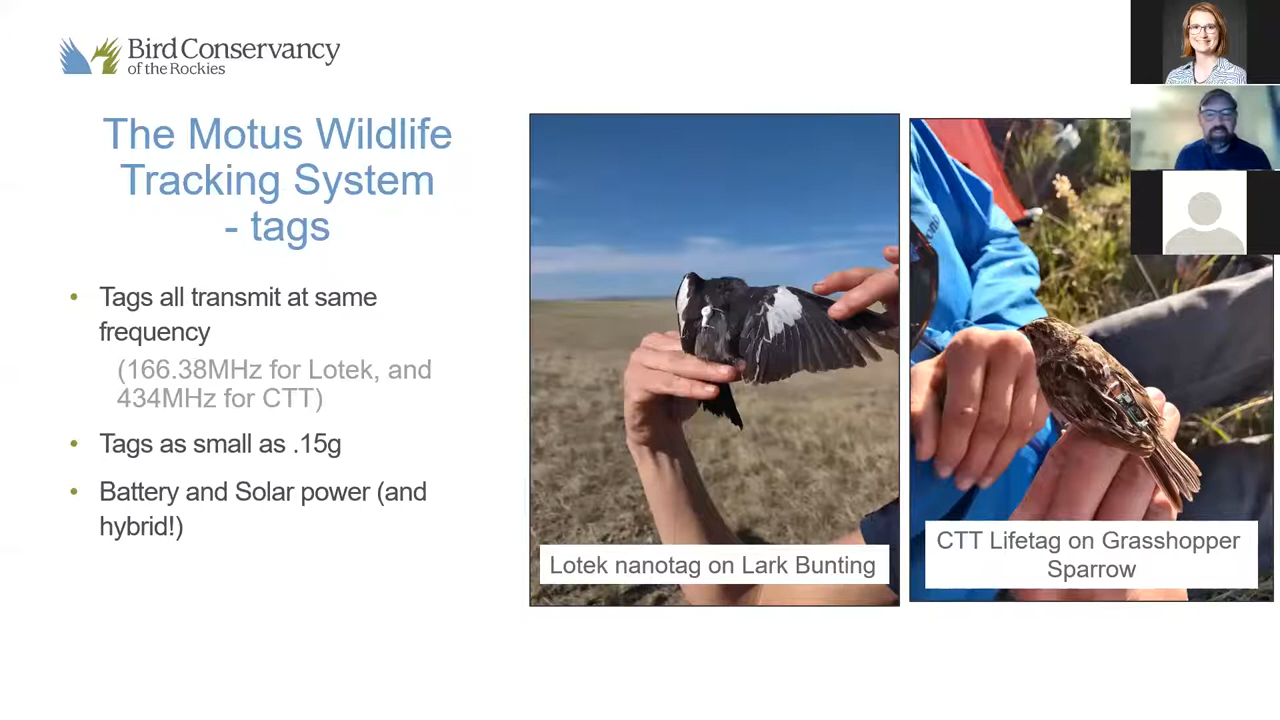 Bird Conservancy
of the Rockies
The Motus Wildlife
Tracking System
- tags
• Tags all transmit at same
frequency
(166.38MHz for Lotek, and
434MHz for CTT)
• Tags as small as .15g
• Battery and Solar power (and
hybrid!)
Lotek nanotag on Lark Bunting
CTT Lifetag on Grasshopper
Sparrow